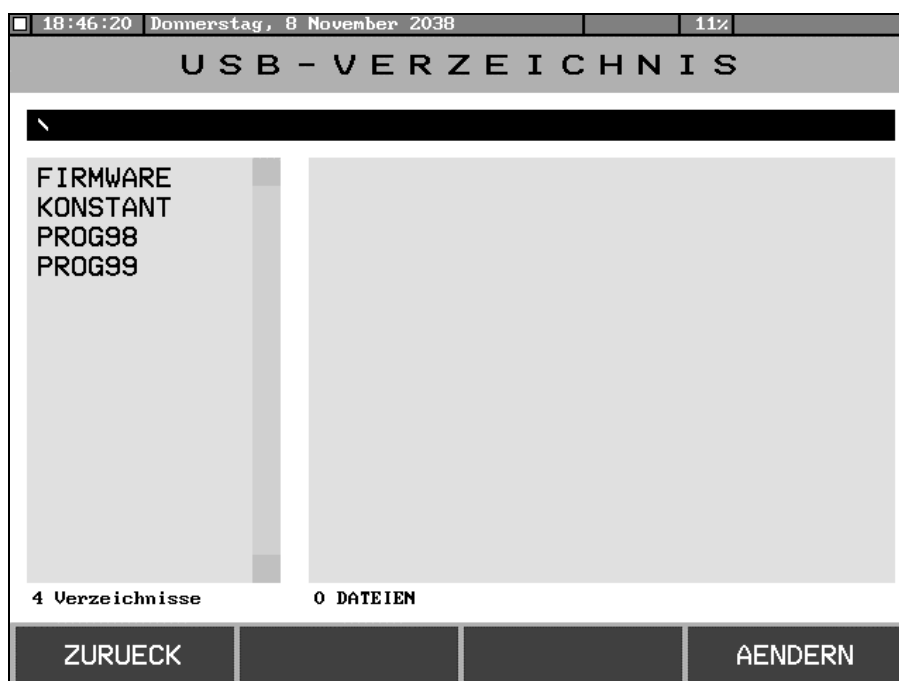 18:46:20 Donnerstag, 8 November 2038 11%
USB-VERZEICHNIS
\
FIRMWARE
KONSTANT
PROG98
PROG99
4 Verzeichnisse 0 DATEIEN
ZURUECK AENDERN